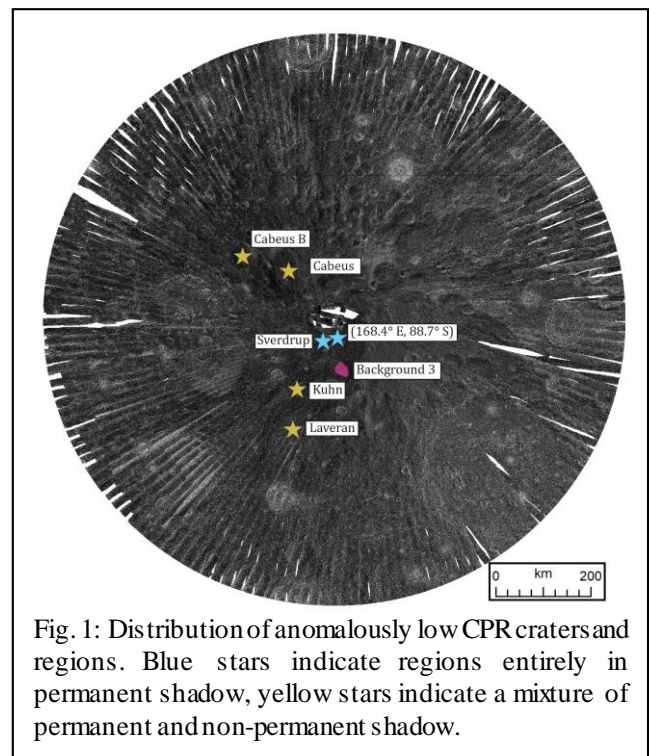 Cabeus B
Cabeus
Sverdrup
(168.4° E, 88.7° S)
Background 3
Kuhn
Laveran
km
0 200
Fig. 1: Distribution of anomalously low CPR craters and
regions. Blue stars indicate regions entirely in
permanent shadow, yellow stars indicate a mixture of
permanent and non-permanent shadow.